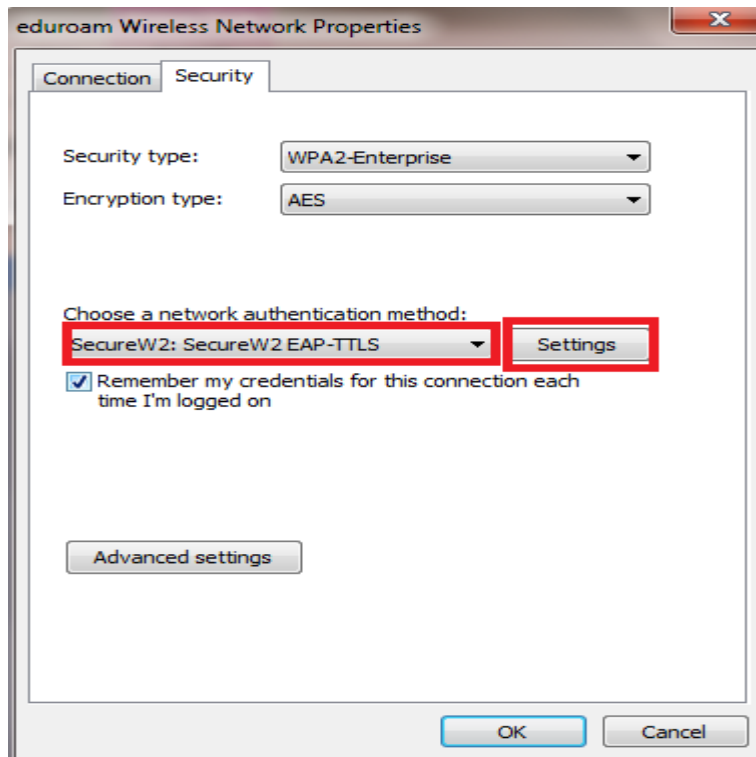 eduroam Wireless Network Properties
Connection
Security
Security type:
WPA2-Enterprise
Encryption type:
AES
Choose a network authentication method:
SecureW2: SecureW2 EAP-TTLS
Settings
Remember my credentials for this connection each
time I'm logged on
Advanced settings
OK
Cancel